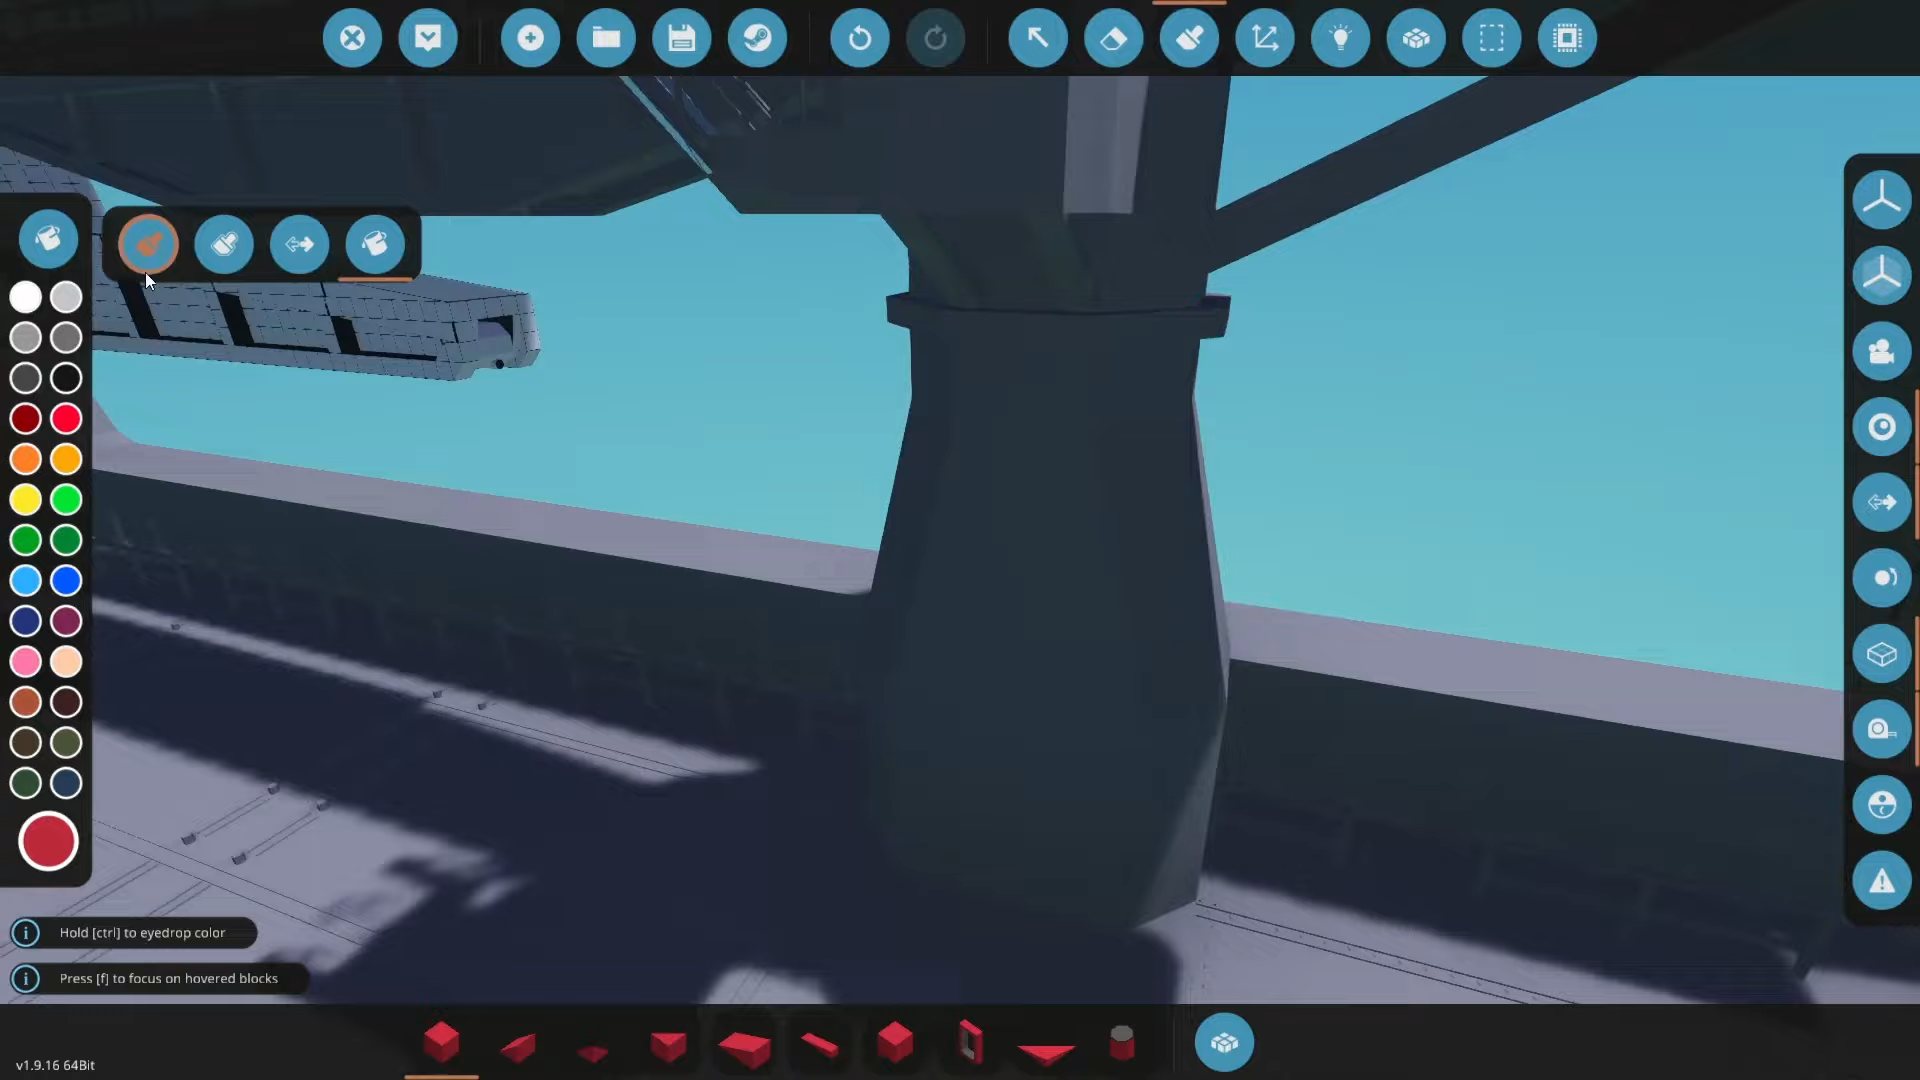 Hold [ctrl] to eyedrop color
Press [f] to focus on hovered blocks
v1.9.16 64Bit